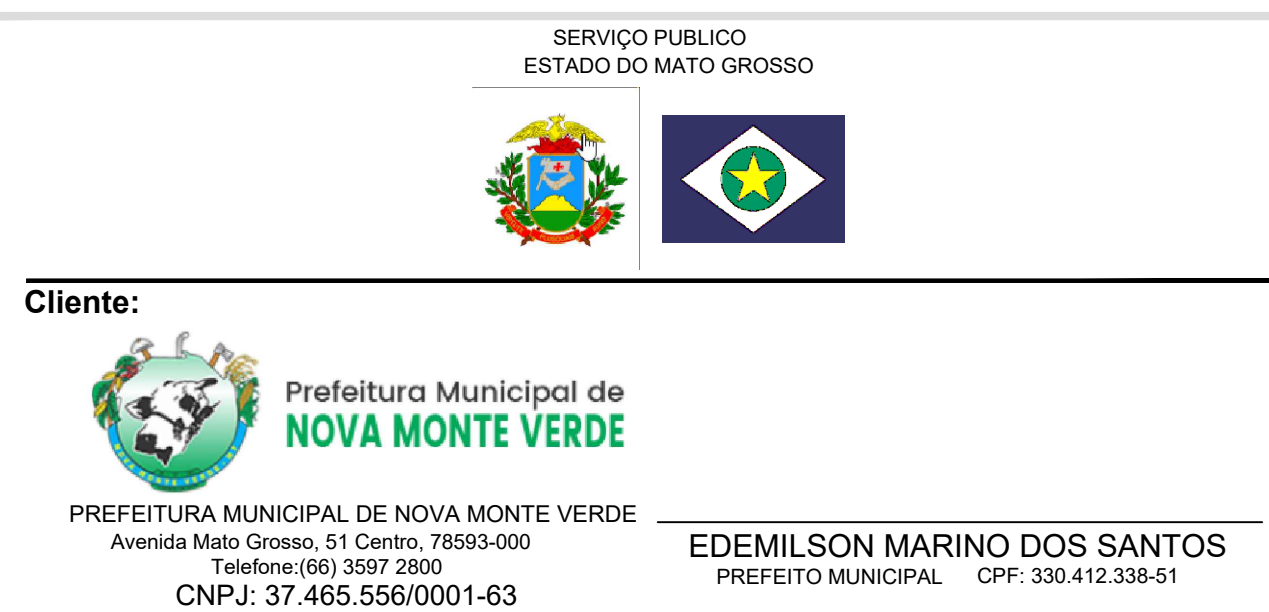 SERVIÇO PUBLICO
ESTADO DO MATO GROSSO
Cliente:
Prefeitura Municipal de
NOVA MONTE VERDE
PREFEITURA MUNICIPAL DE NOVA MONTE VERDE
Avenida Mato Grosso, 51 Centro, 78593-000
Telefone:(66) 3597 2800
CNPJ: 37.465.556/0001-63
EDEMILSON MARINO DOS SANTOS
PREFEITO MUNICIPAL CPF: 330.412.338-51